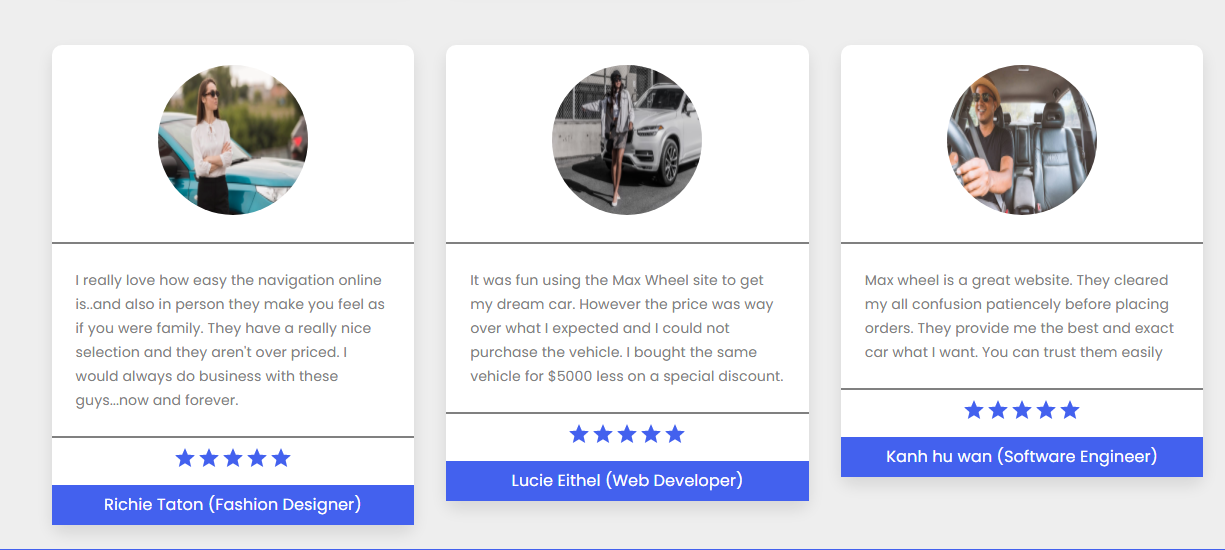 I really love how easy the navigation online
is..and also in person they make you feel as
if you were family. They have a really nice
selection and they aren't over priced. I
would always do business with these
guys...now and forever.
Richie Taton (Fashion Designer)
It was fun using the Max Wheel site to get
my dream car. However the price was way
over what I expected and I could not
purchase the vehicle. I bought the same
vehicle for $5000 less on a special discount.
Lucie Eithel (Web Developer)
Max wheel is a great website. They cleared
my all confusion patiencely before placing
orders. They provide me the best and exact
car what I want. You can trust them easily
Kanh hu wan (Software Engineer)